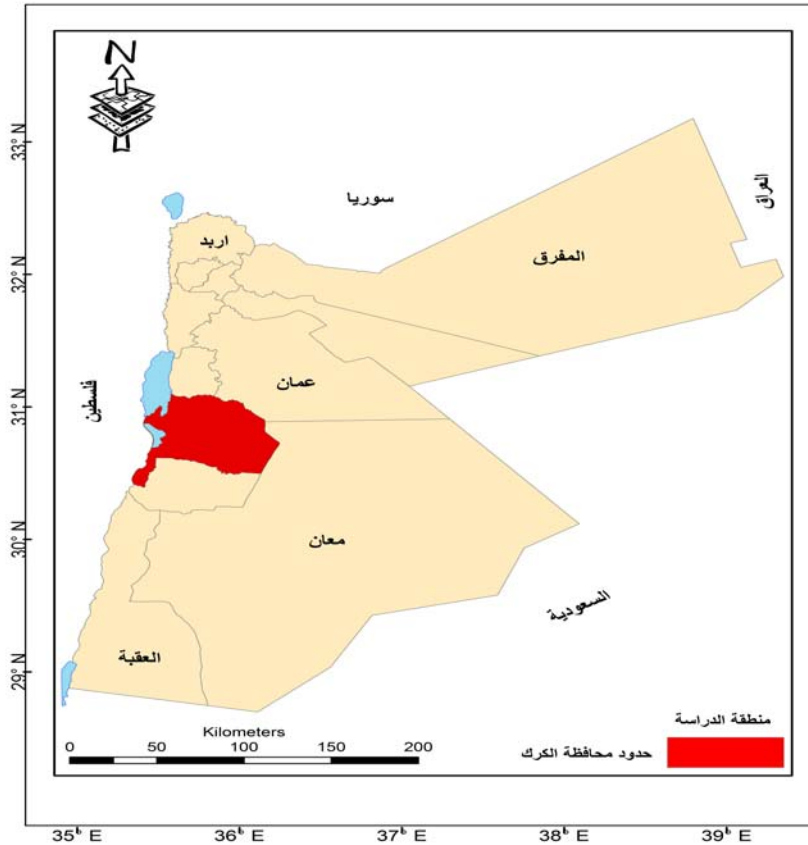 N
33° N
32° N
31° N
30° N
29° N
سوريا
العراق
اربد
المفرق
فلسطين
عمان
معان
السعودية
العقبة
منطقة الدراسة
حدود محافظة الكرك
Kilometers
0 50 100 150 200
35° E 36° E 37° E 38° E 39° E